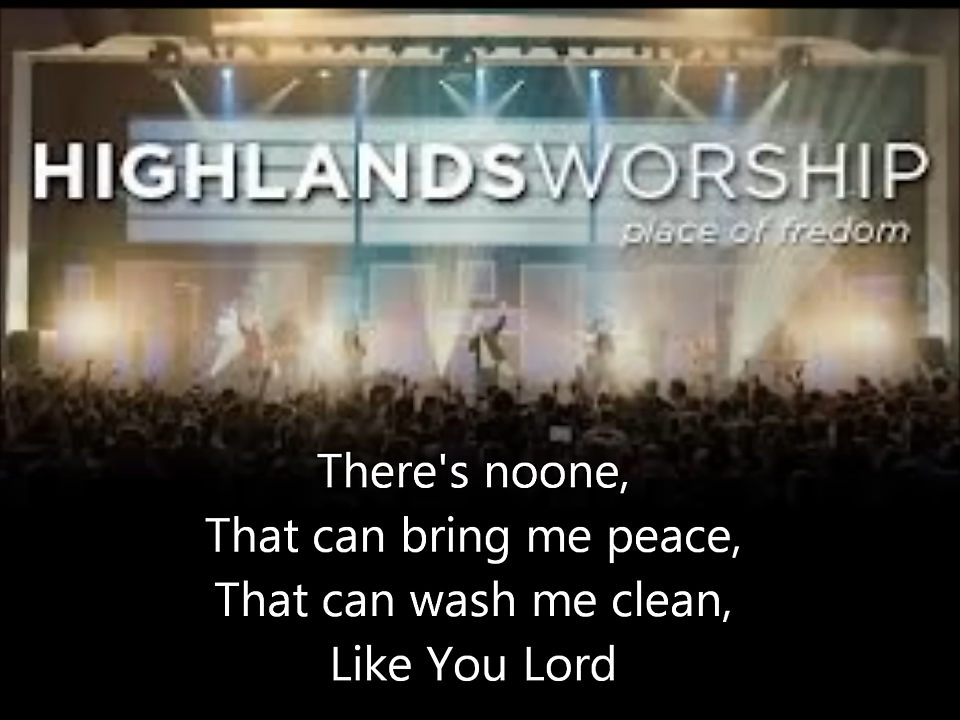 HIGHLANDSWORSHIP
place of fredom
There's noone,
That can bring me peace,
That can wash me clean,
Like You Lord